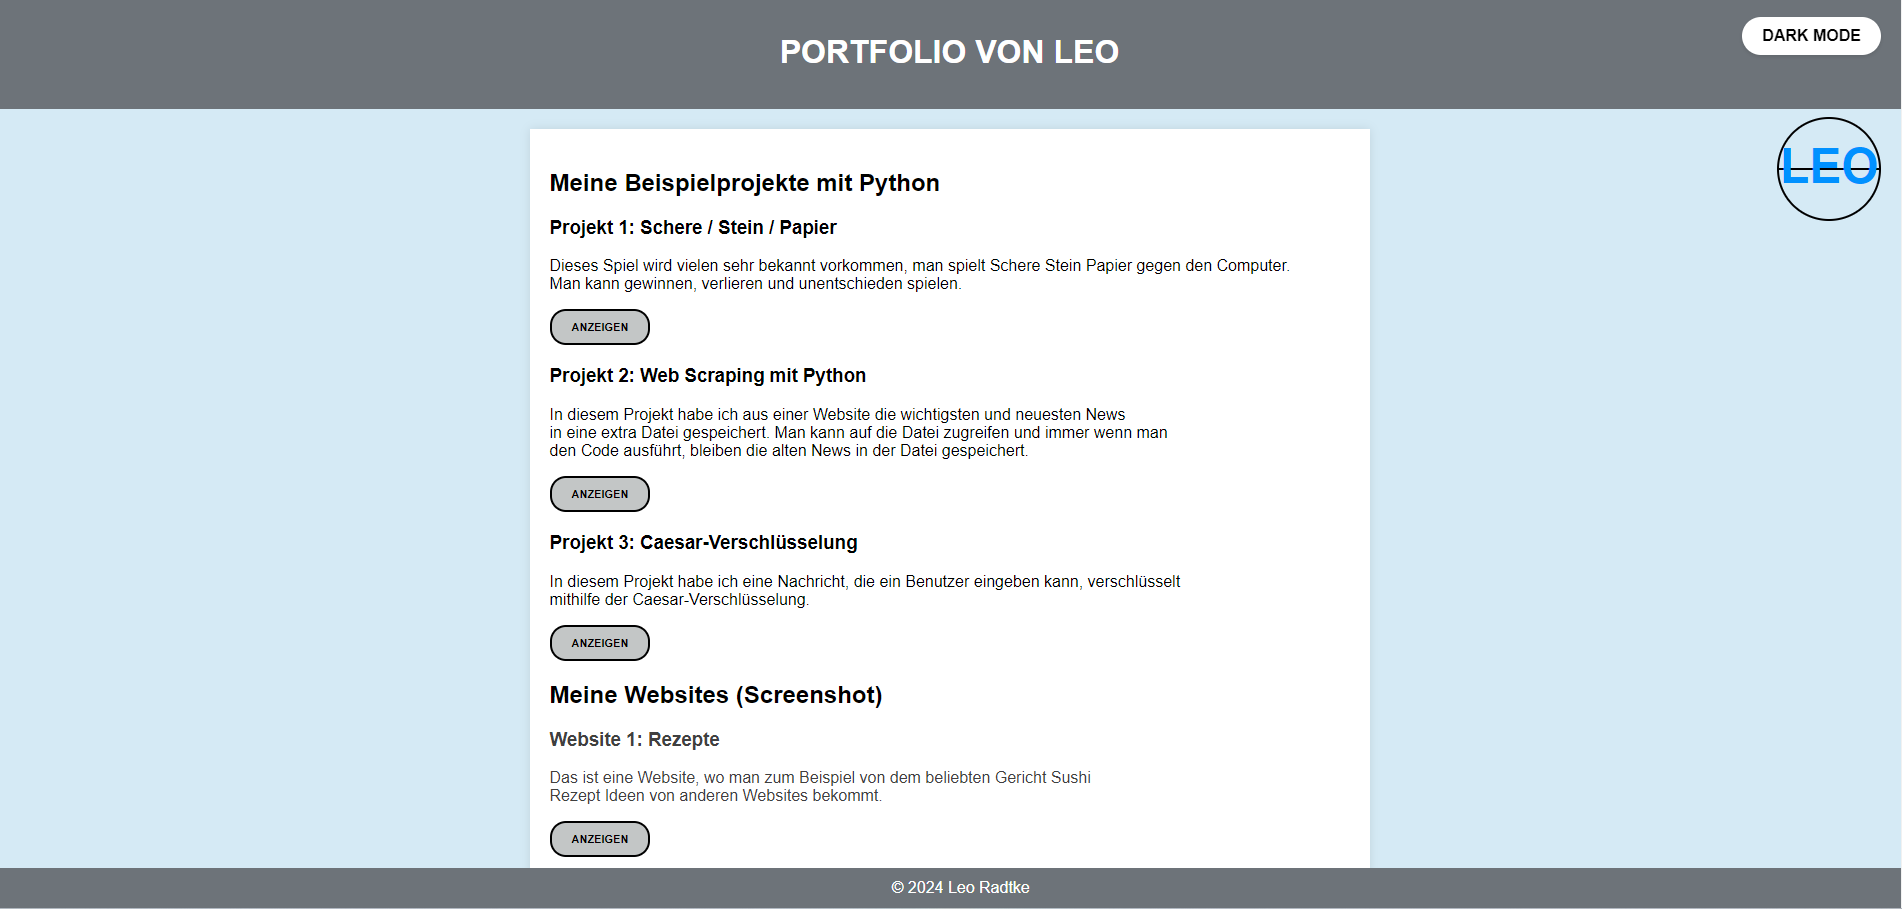 PORTFOLIO VON LEO
DARK MODE
LEO
Meine Beispielprojekte mit Python
Projekt 1: Schere / Stein / Papier
Dieses Spiel wird vielen sehr bekannt vorkommen, man spielt Schere Stein Papier gegen den Computer.
Man kann gewinnen, verlieren und unentschieden spielen.
ANZEIGEN
Projekt 2: Web Scraping mit Python
In diesem Projekt habe ich aus einer Website die wichtigsten und neuesten News
in eine extra Datei gespeichert. Man kann auf die Datei zugreifen und immer wenn man
den Code ausführt, bleiben die alten News in der Datei gespeichert.
ANZEIGEN
Projekt 3: Caesar-Verschlüsselung
In diesem Projekt habe ich eine Nachricht, die ein Benutzer eingeben kann, verschlüsselt
mithilfe der Caesar-Verschlüsselung.
ANZEIGEN
Meine Websites (Screenshot)
Website 1: Rezepte
Das ist eine Website, wo man zum Beispiel von dem beliebten Gericht Sushi
Rezept Ideen von anderen Websites bekommt.
ANZEIGEN
© 2024 Leo Radtke